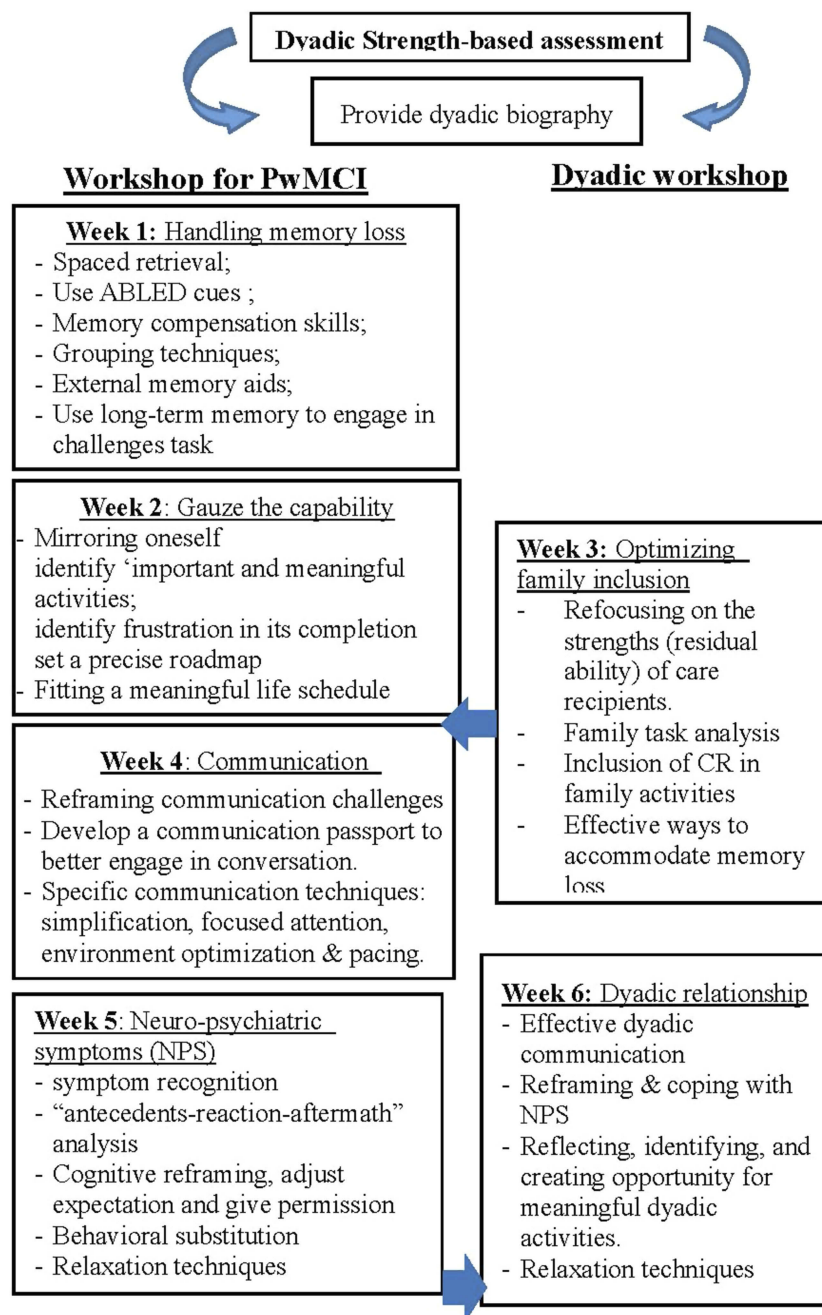 Dyadic Strength-based assessment
Provide dyadic biography
Workshop for PwMCI
Dyadic workshop
Week 1: Handling memory loss
- Spaced retrieval;
- Use ABLED cues ;
- Memory compensation skills;
- Grouping techniques;
- External memory aids;
- Use long-term memory to engage in
challenges task
Week 2: Gauze the capability
- Mirroring oneself
identify ‘important and meaningful
activities;
identify frustration in its completion
set a precise roadmap
- Fitting a meaningful life schedule
Week 3: Optimizing
family inclusion
- Refocusing on the
strengths (residual
ability) of care
recipients.
- Family task analysis
- Inclusion of CR in
family activities
- Effective ways to
accommodate memory
loss
Week 4: Communication
- Reframing communication challenges
- Develop a communication passport to
better engage in conversation.
- Specific communication techniques:
simplification, focused attention,
environment optimization & pacing.
Week 5: Neuro-psychiatric
symptoms (NPS)
- symptom recognition
- “antecedents-reaction-aftermath”
analysis
- Cognitive reframing, adjust
expectation and give permission
- Behavioral substitution
- Relaxation techniques
Week 6: Dyadic relationship
- Effective dyadic
communication
- Reframing & coping with
NPS
- Reflecting, identifying, and
creating opportunity for
meaningful dyadic
activities.
- Relaxation techniques